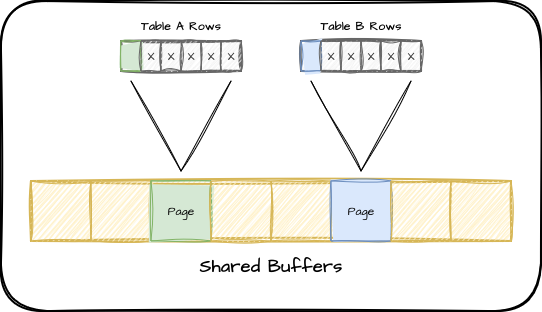 Table A Rows
Table B Rows
x x x x x
x x x x x
Page
Page
Shared Buffers